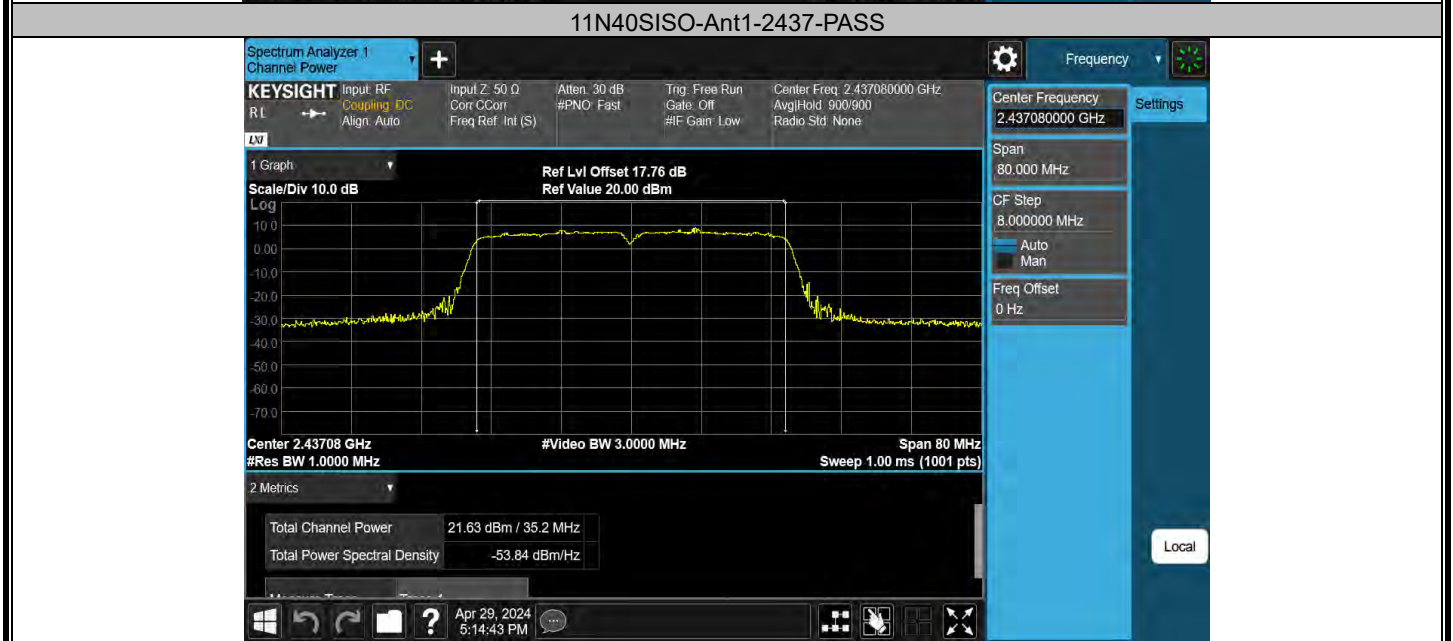 11N40SISO-Ant1-2437-PASS
Spectrum Analyzer 1
Channel Power
+
Frequency
KEYSIGHT
RL
LXI
Input: RF
Coupling: DC
Align: Auto
Input Z: 50 Ω
Corr CCorr
Freq Ref: Int (S)
Atten: 30 dB
#PNO: Fast
Trig: Free Run
Gate: Off
#IF Gain: Low
Center Freq: 2.437080000 GHz
Avg|Hold: 900/900
Radio Std: None
Center Frequency
2.437080000 GHz
Settings
Span
80.000 MHz
CF Step
8.000000 MHz
Auto
Man
Freq Offset
0 Hz
1 Graph
Scale/Div 10.0 dB
Ref Lvl Offset 17.76 dB
Ref Value 20.00 dBm
Log
10.0
0.00
-10.0
-20.0
-30.0
-40.0
-50.0
-60.0
-70.0
Center 2.43708 GHz
#Video BW 3.0000 MHz
Span 80 MHz
#Res BW 1.0000 MHz
Sweep 1.00 ms (1001 pts)
2 Metrics
Total Channel Power 21.63 dBm / 35.2 MHz
Total Power Spectral Density -53.84 dBm/Hz
Local
?
Apr 29, 2024
5:14:43 PM